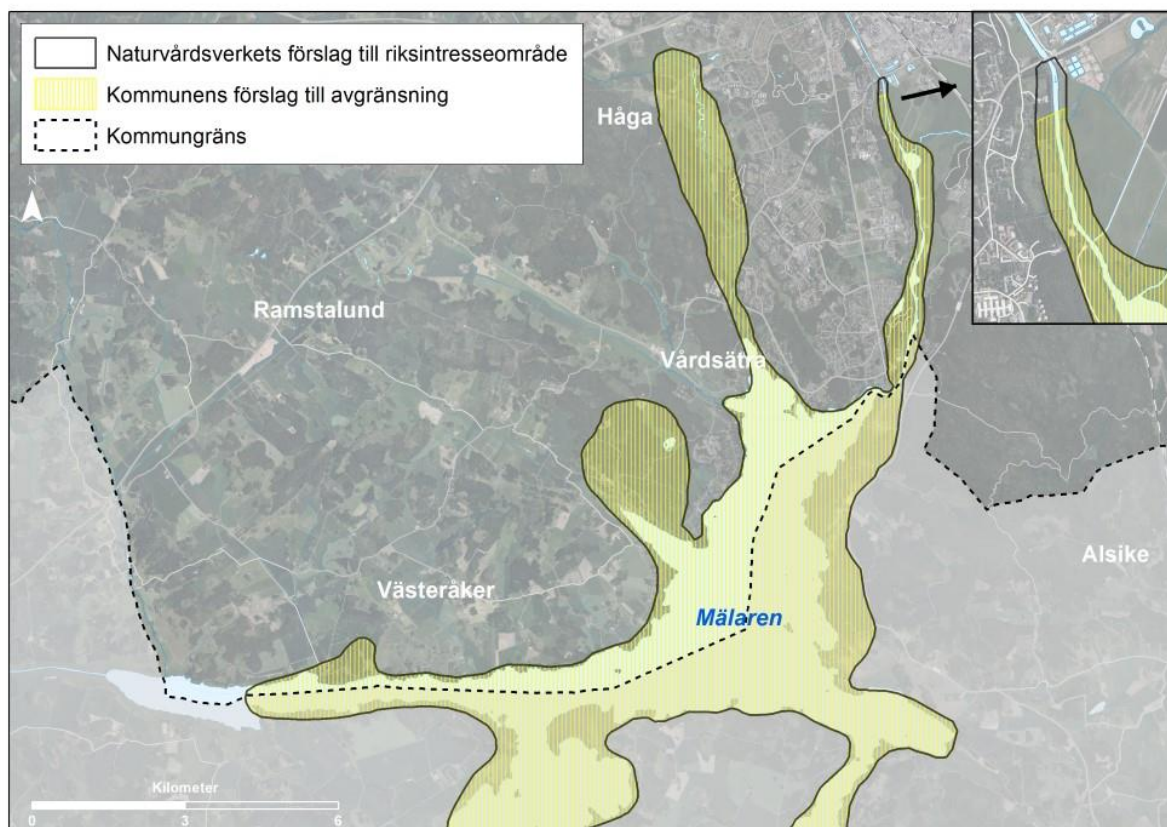 Naturvårdsverkets förslag till riksintresseområde
Kommunens förslag till avgränsning
Kommungräns
N
Håga
Ramstalund
Vårdsätra
Västeråker
Mälaren
Alsike
Kilometer
0 3 6